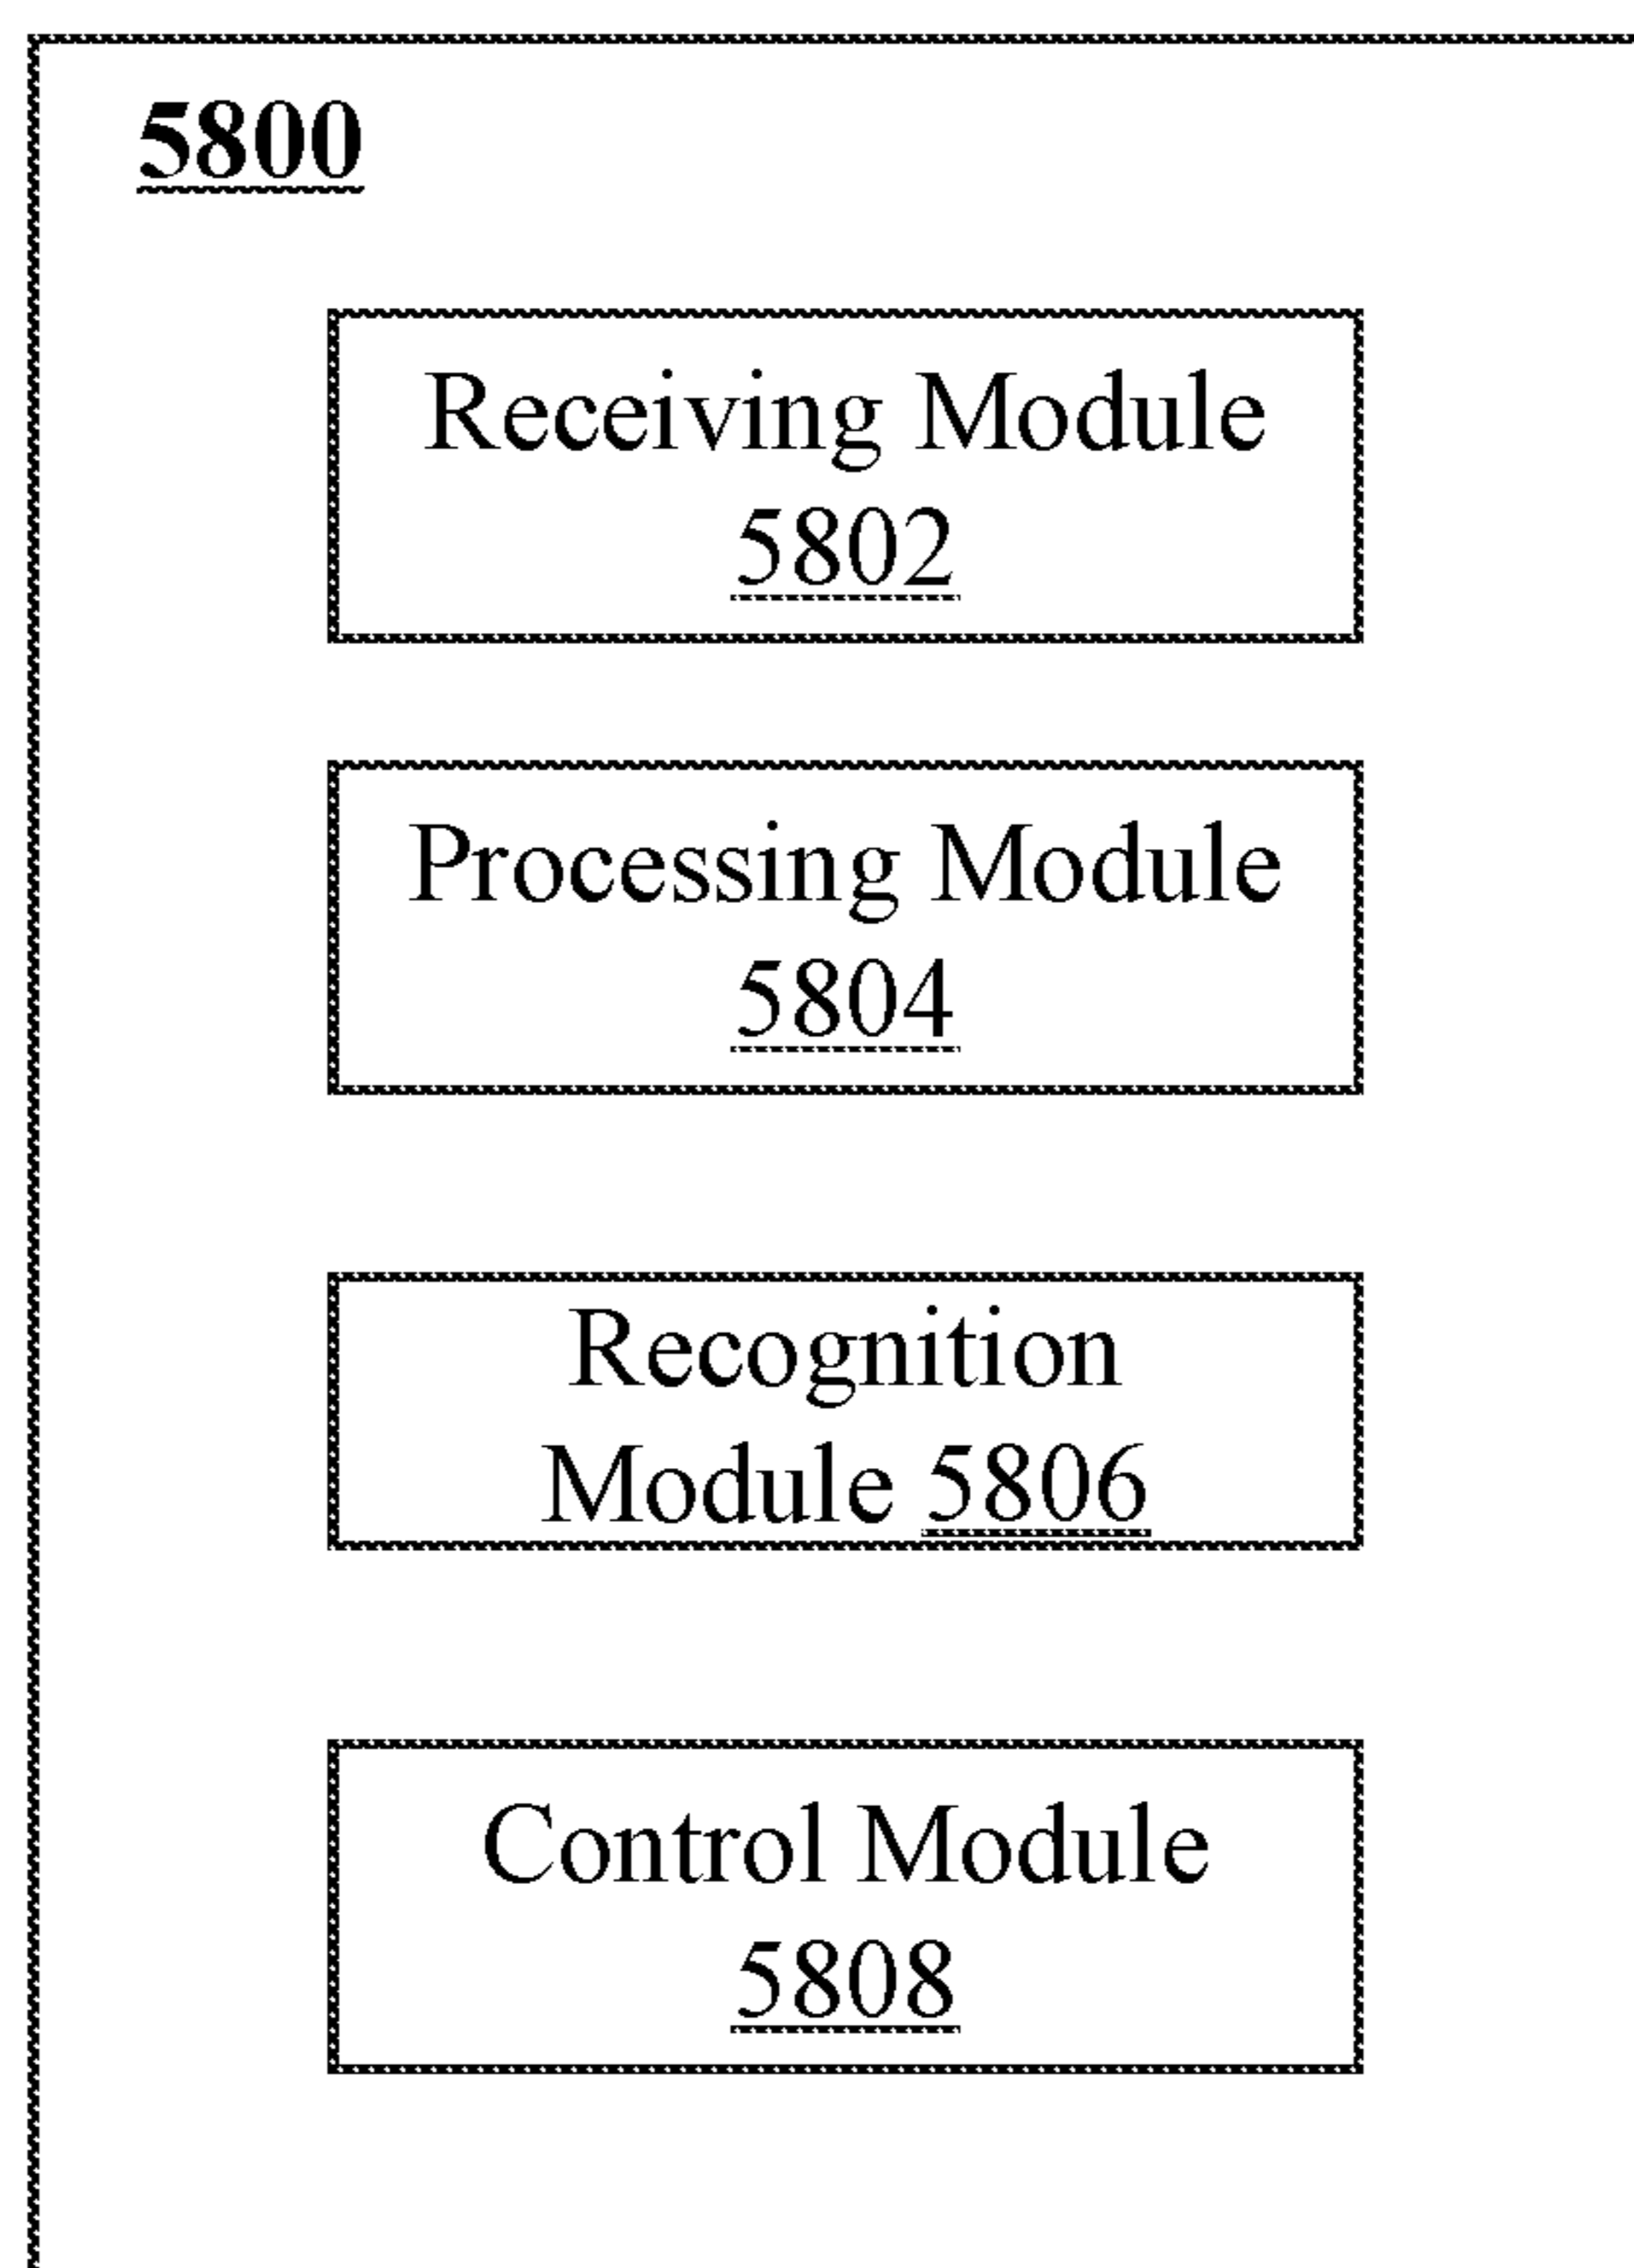 5800
Receiving Module
5802
Processing Module
5804
Recognition
Module 5806
Control Module
5808